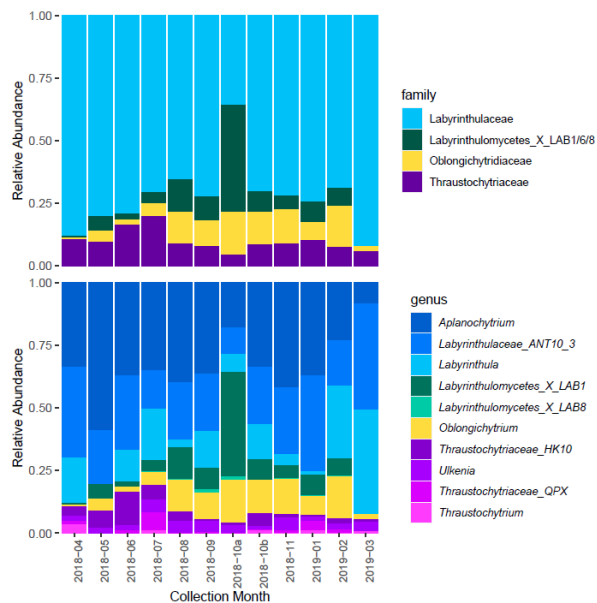 1.00
0.75
0.50
0.25
0.00
Relative Abundance
family
Labyrinthulaceae
Labyrinthulomycetes_X_LAB1/6/8
Oblongichytridiaceae
Thraustochytriaceae
1.00
0.75
0.50
0.25
0.00
Relative Abundance
genus
Aplanochytrium
Labyrinthulaceae_ANT10_3
Labyrinthula
Labyrinthulomycetes_X_LAB1
Labyrinthulomycetes_X_LAB8
Oblongichytrium
Thraustochytriaceae_HK10
Ulkenia
Thraustochytriaceae_QPX
Thraustochytrium
2018-04
2018-05
2018-06
2018-07
2018-08
2018-09
2018-10a
2018-10b
2018-11
2019-01
2019-02
2019-03
Collection Month